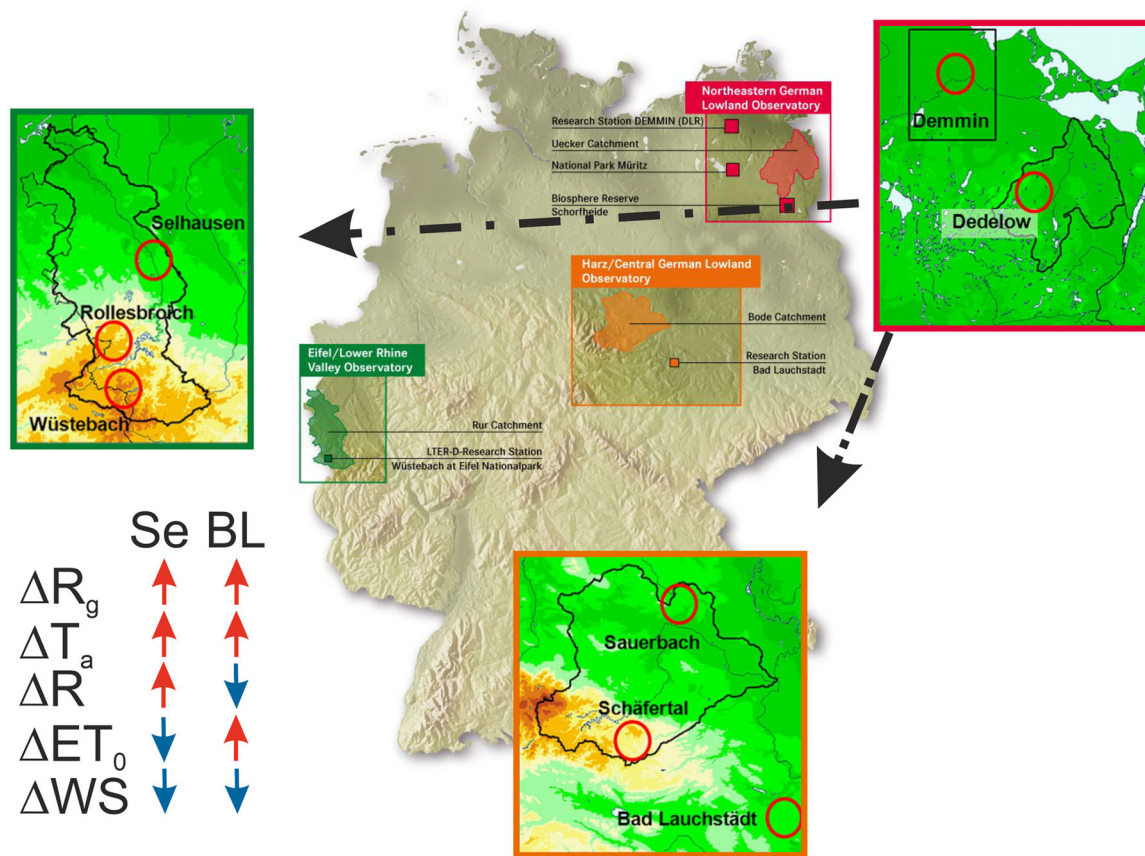 Northeastern German
Lowland Observatory
Research Station DEMMIN (DLR)
Uecker Catchment
National Park Müritz
Biosphere Reserve
Schorfheide
Demmin
Dedelow
Selhausen
Rollesbroich
Wüstebach
Harz/Central German Lowland
Observatory
Bode Catchment
Research Station
Bad Lauchstadt
Eifel/Lower Rhine
Valley Observatory
Rur Catchment
LTER-D-Research Station
Wüstebach at Eifel Nationalpark
Se BL
ΔRg
ΔTa
ΔR
ΔET0
ΔWS
Sauerbach
Schäfertal
Bad Lauchstädt